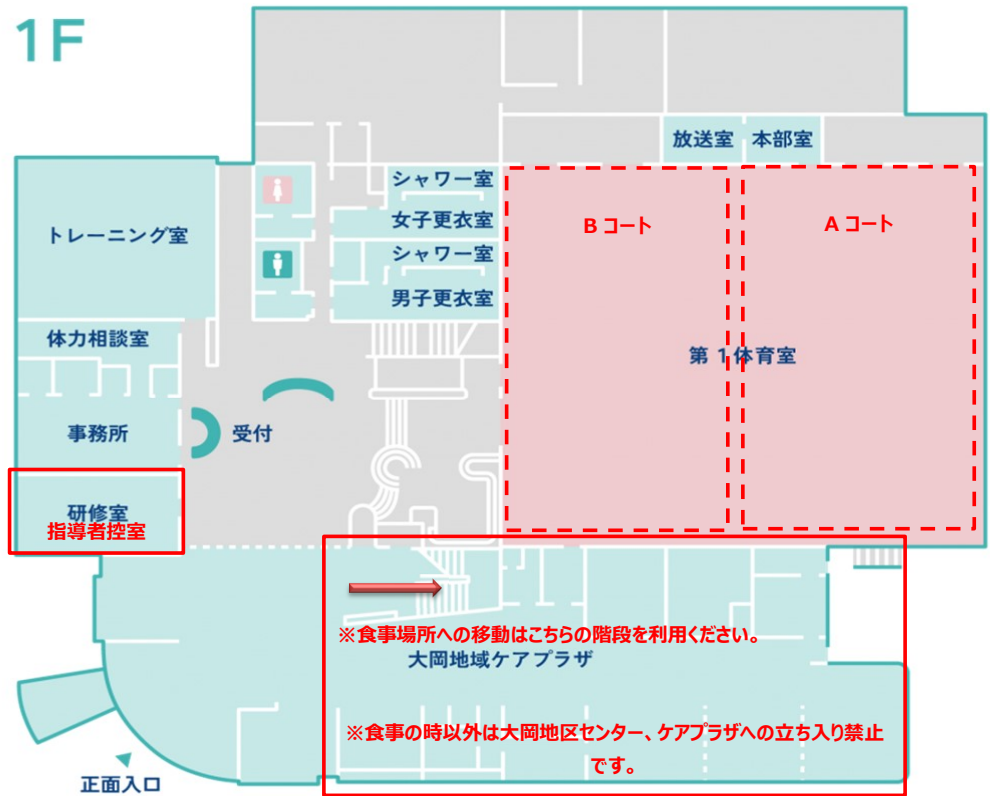 1F
放送室
本部室
トレーニング室
シャワー室
女子更衣室
シャワー室
男子更衣室
B コート
A コート
第1体育室
体力相談室
事務所
受付
研修室
指導者控室
※食事場所への移動はこちらの階段を利用ください。
大岡地域ケアプラザ
※食事の時以外は大岡地区センター、ケアプラザへの立ち入り禁止
です。
正面入口